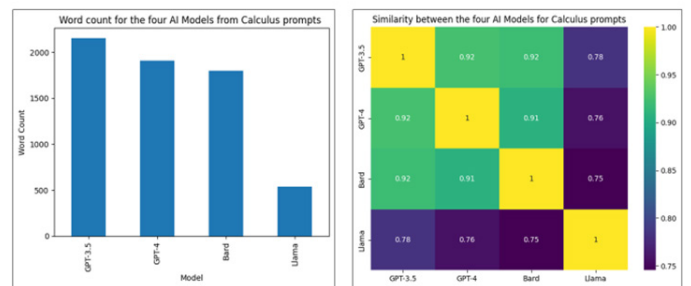 Word count for the four AI Models from Calculus prompts
2000
1500
1000
500
0
Word Count
GPT-3.5
GPT-4
Bard
Llama
Model
Similarity between the four AI Models for Calculus prompts
GPT-3.5
1
0.92
0.92
0.78
GPT-4
0.92
1
0.91
0.76
Bard
0.92
0.91
1
0.75
Llama
0.78
0.76
0.75
1
GPT-3.5
GPT-4
Bard
Llama
1.00
0.95
0.90
0.85
0.80
0.75